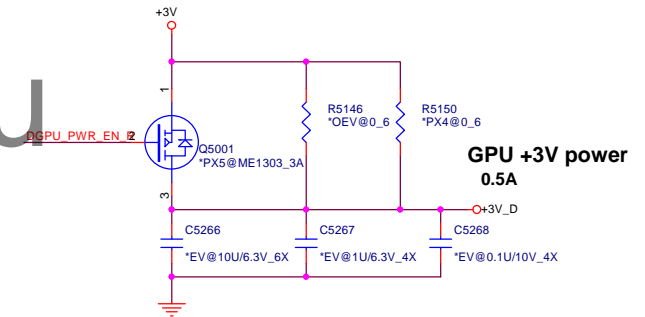 +3V
1
R5146
*OEV@0_6
R5150
*PX4@0_6
2
Q5001
*PX5@ME1303_3A
GPU +3V power
0.5A
3
+3V_D
C5266
*EV@10U/6.3V_6X
C5267
*EV@1U/6.3V_4X
C5268
*EV@0.1U/10V_4X